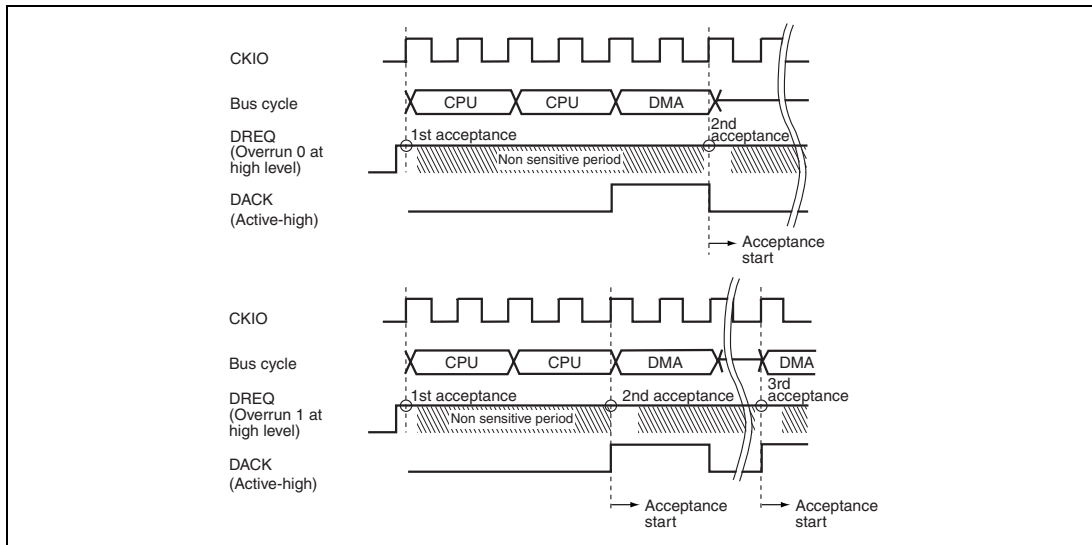 CKIO
Bus cycle
CPU
CPU
DMA
DREQ
(Overrun 0 at
high level)
1st acceptance
2nd
acceptance
Non sensitive period
DACK
(Active-high)
Acceptance
start
CKIO
Bus cycle
CPU
CPU
DMA
DMA
DREQ
(Overrun 1 at
high level)
1st acceptance
2nd acceptance
3rd
acceptance
Non sensitive period
DACK
(Active-high)
Acceptance
start
Acceptance
start